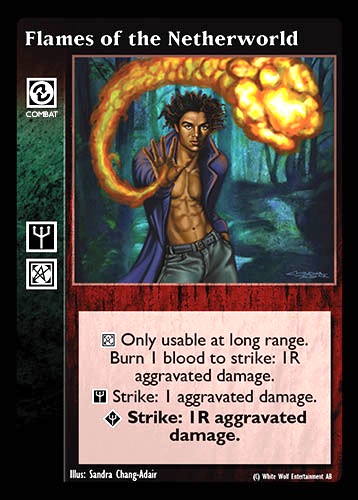 Flames of the Netherworld
COMBAT
Only usable at long range.
Burn 1 blood to strike: 1R
aggravated damage.
Strike: 1 aggravated damage.
Strike: 1R aggravated
damage.
Illus: Sandra Chang-Adair
(C) White Wolf Entertainment AB